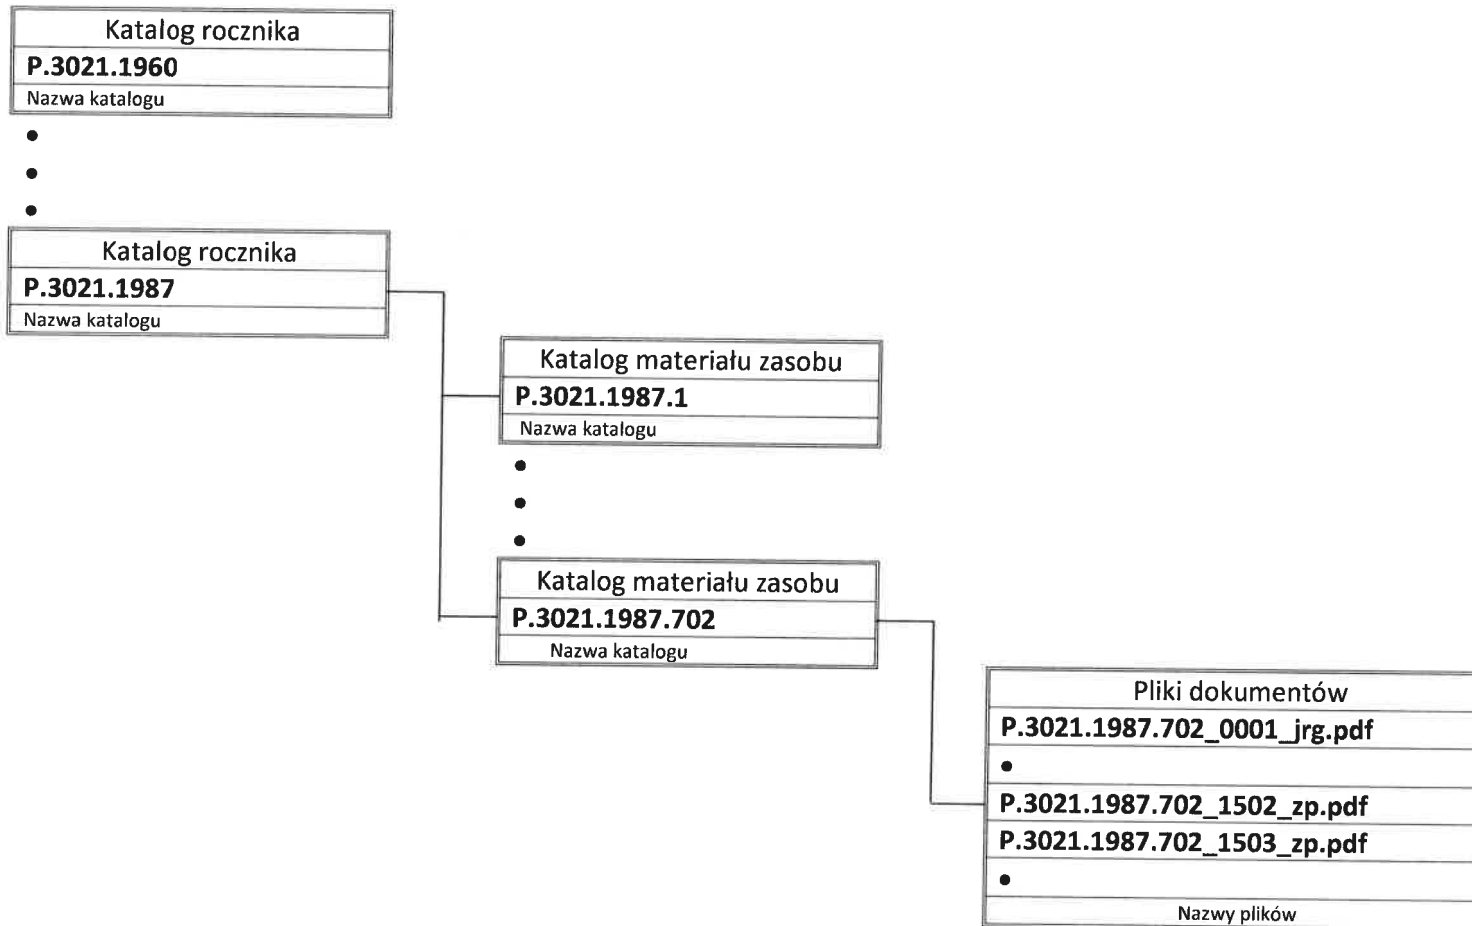 Katalog rocznika
P.3021.1960
Nazwa katalogu
•
•
•
Katalog rocznika
P.3021.1987
Nazwa katalogu
Katalog materiału zasobu
P.3021.1987.1
Nazwa katalogu
•
•
•
Katalog materiału zasobu
P.3021.1987.702
Nazwa katalogu
Pliki dokumentów
P.3021.1987.702_0001_jrg.pdf
•
P.3021.1987.702_1502_zp.pdf
P.3021.1987.702_1503_zp.pdf
•
Nazwy plików